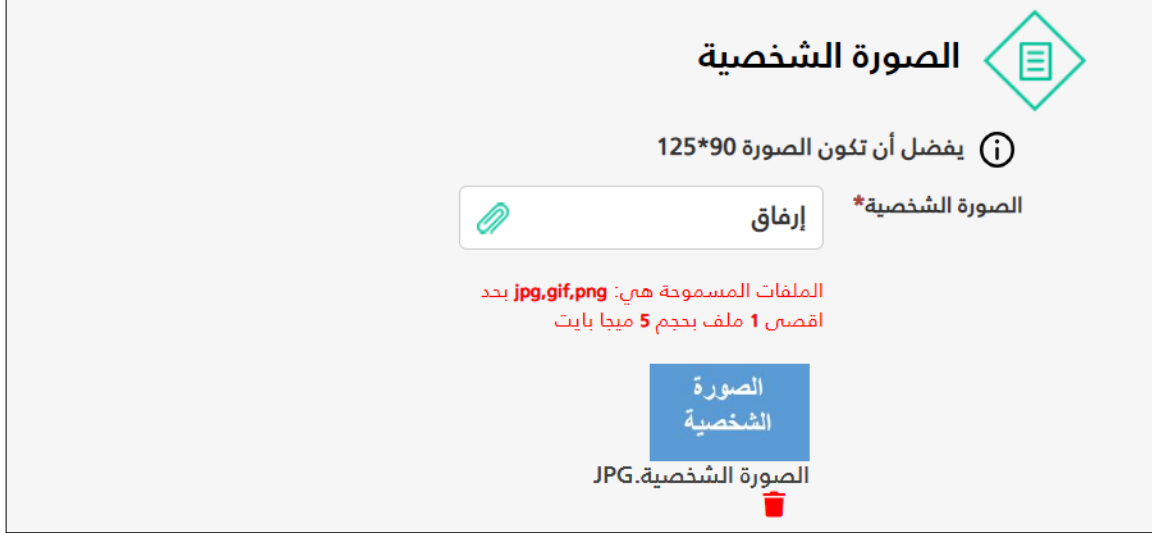 الصورة الشخصية
يفضل أن تكون الصورة 90*125
الصورة الشخصية*
إرفاق
الملفات المسموحة هي: jpg,gif,png بحد
اقصى 1 ملف بحجم 5 ميجا بايت
الصورة
الشخصية
الصورة الشخصية.JPG